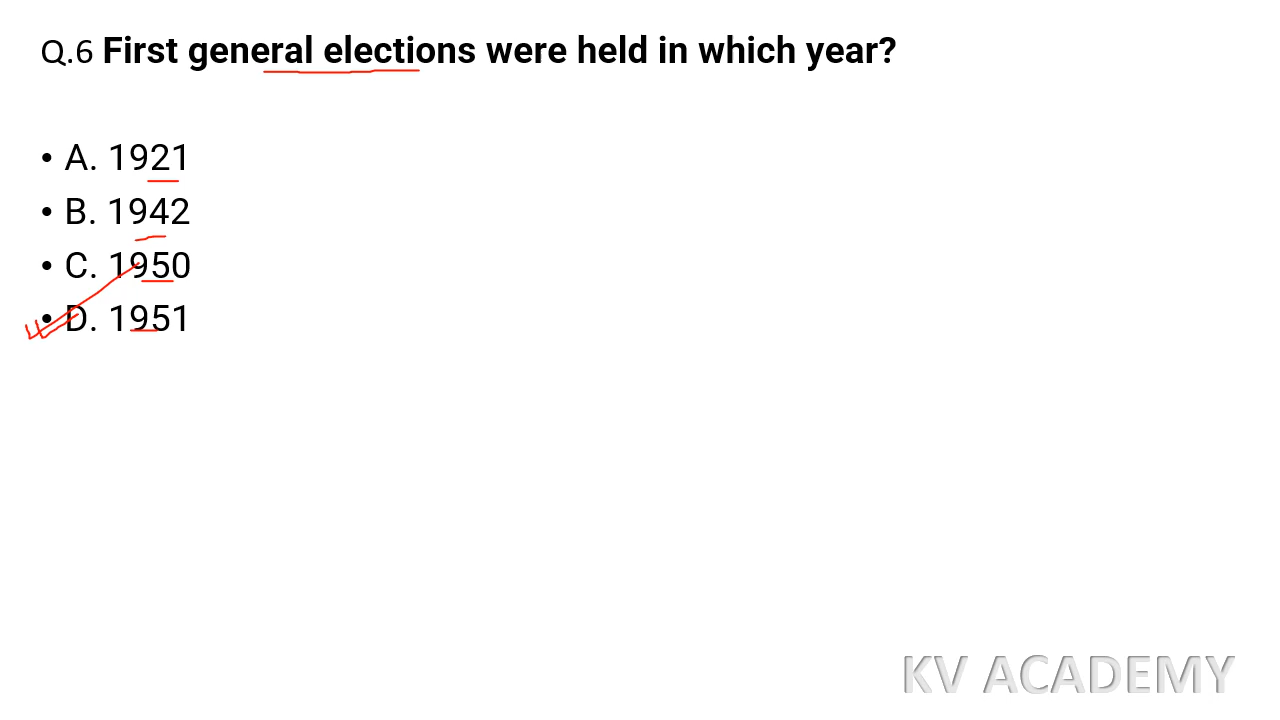 Q.6 First general elections were held in which year?
• A. 1921
• B. 1942
• C. 1950
• D. 1951
KV ACADEMY